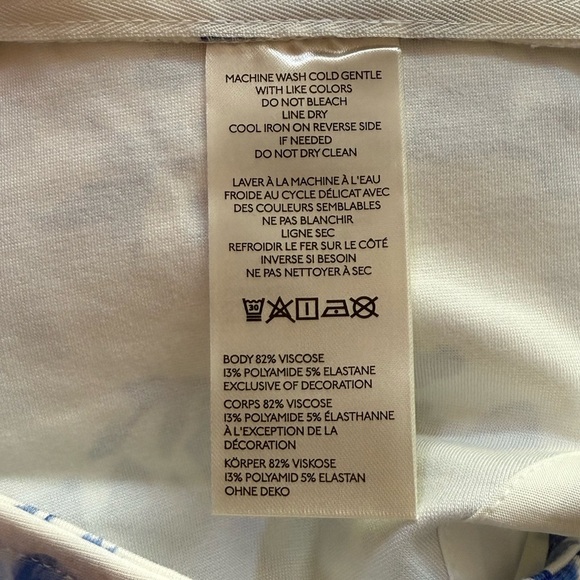 MACHINE WASH COLD GENTLE
WITH LIKE COLORS
DO NOT BLEACH
LINE DRY
COOL IRON ON REVERSE SIDE
IF NEEDED
DO NOT DRY CLEAN
LAVER À LA MACHINE À L'EAU
FROIDE AU CYCLE DÉLICAT AVEC
DES COULEURS SEMBLABLES
NE PAS BLANCHIR
LIGNE SEC
REFROIDIR LE FER SUR LE CÔTÉ
INVERSE SI BESOIN
NE PAS NETTOYER À SEC
30
BODY 82% VISCOSE
13% POLYAMIDE 5% ELASTANE
EXCLUSIVE OF DECORATION
CORPS 82% VISCOSE
13% POLYAMIDE 5% ÉLASTHANNE
À L'EXCEPTION DE LA
DÉCORATION
KÖRPER 82% VISKOSE
13% POLYAMID 5% ELASTAN
OHNE DEKO